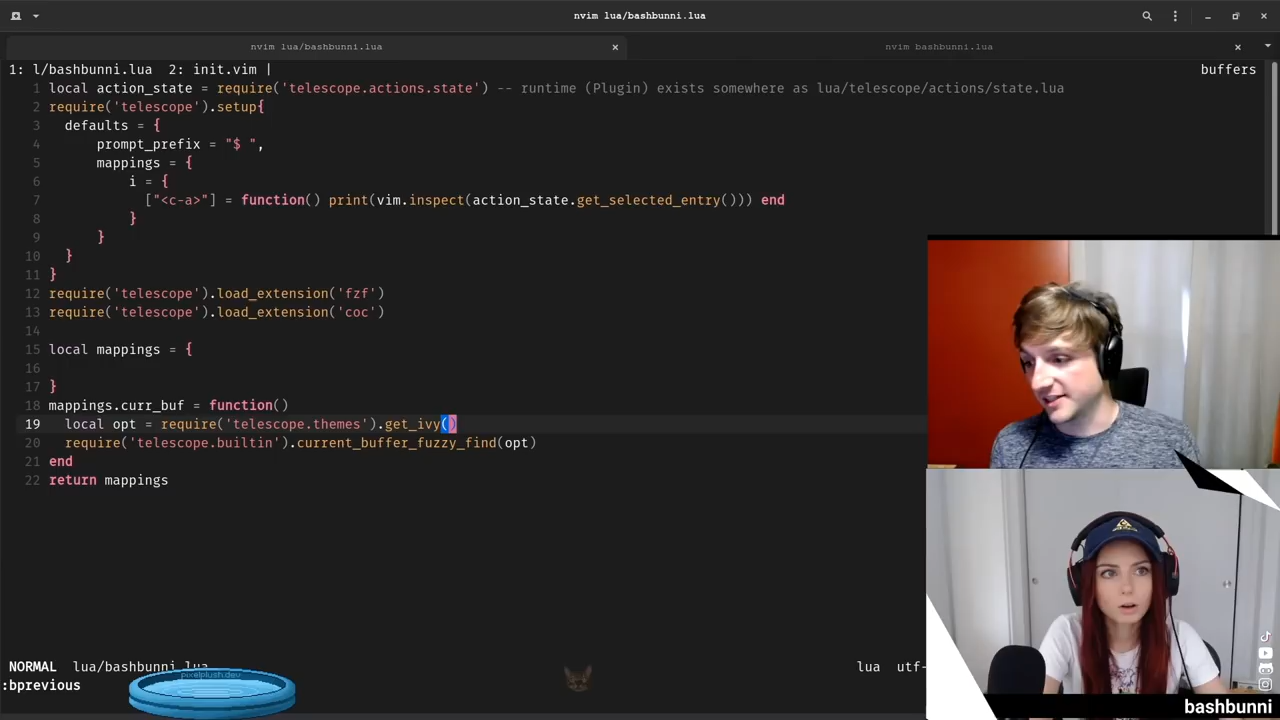 nvim lua/bashbunni.lua
nvim lua/bashbunni.lua
nvim bashbunni.lua
1: l/bashbunni.lua  2: init.vim |
buffers
1 local action_state = require('telescope.actions.state') -- runtime (Plugin) exists somewhere as lua/telescope/actions/state.lua
2 require('telescope').setup{
3   defaults = {
4       prompt_prefix = "$ ",
5       mappings = {
6           i = {
7             ["<c-a>"] = function() print(vim.inspect(action_state.get_selected_entry())) end
8           }
9       }
10   }
11 }
12 require('telescope').load_extension('fzf')
13 require('telescope').load_extension('coc')
14
15 local mappings = {
16
17 }
18 mappings.curr_buf = function()
19   local opt = require('telescope.themes').get_ivy()
20   require('telescope.builtin').current_buffer_fuzzy_find(opt)
21 end
22 return mappings
NORMAL  lua/bashbunni.lua
lua  utf-
:bprevious
pixelplush.dev
bashbunni